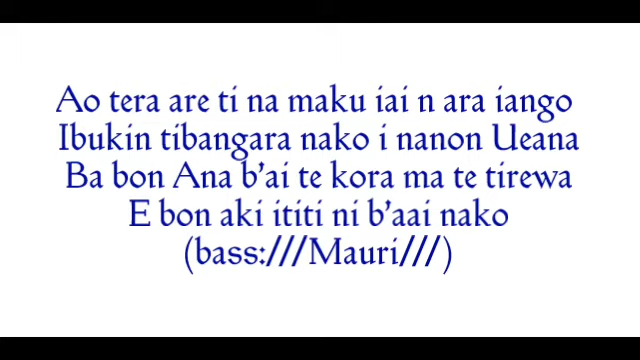 Ao tera are ti na maku iai n ara iango
Ibukin tibangara nako i nanon Ueana
Ba bon Ana b'ai te kora ma te tirewa
E bon aki ititi ni b'aai nako
(bass:///Mauri///)